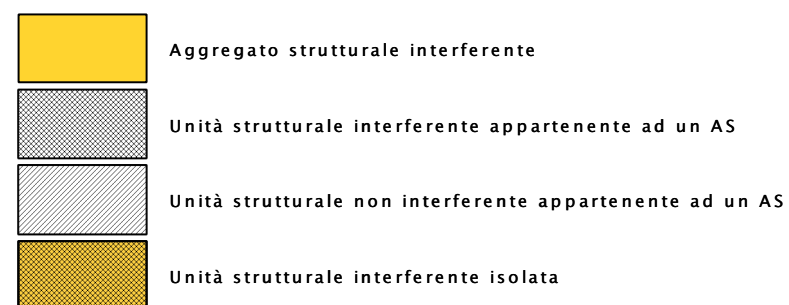 Aggregato strutturale interferente
Unità strutturale interferente appartenente ad un AS
Unità strutturale non interferente appartenente ad un AS
Unità strutturale interferente isolata